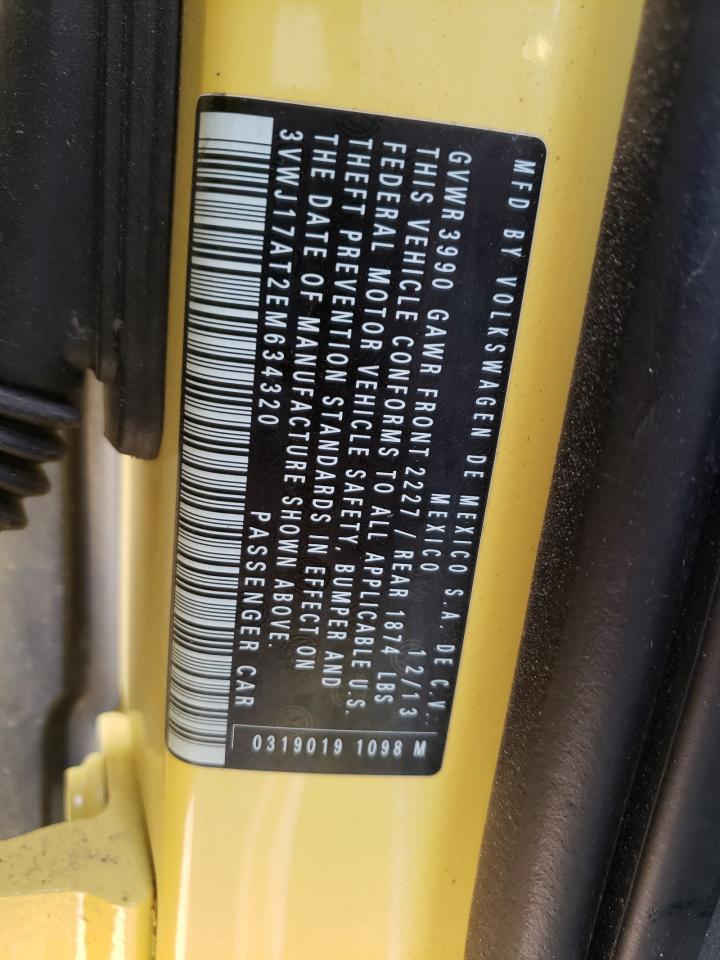 MFD BY VOLKSWAGEN DE MEXICO S.A. DE C.V.
MEXICO 12/13
GVWR3990 GAWR FRONT 2227 / REAR 1874 LBS
THIS VEHICLE CONFORMS TO ALL APPLICABLE U.S.
FEDERAL MOTOR VEHICLE SAFETY, BUMPER AND
THEFT PREVENTION STANDARDS IN EFFECT ON
THE DATE OF MANUFACTURE SHOWN ABOVE.
3VWJ17AT2EM634320 PASSENGER CAR
0319019 1098 M